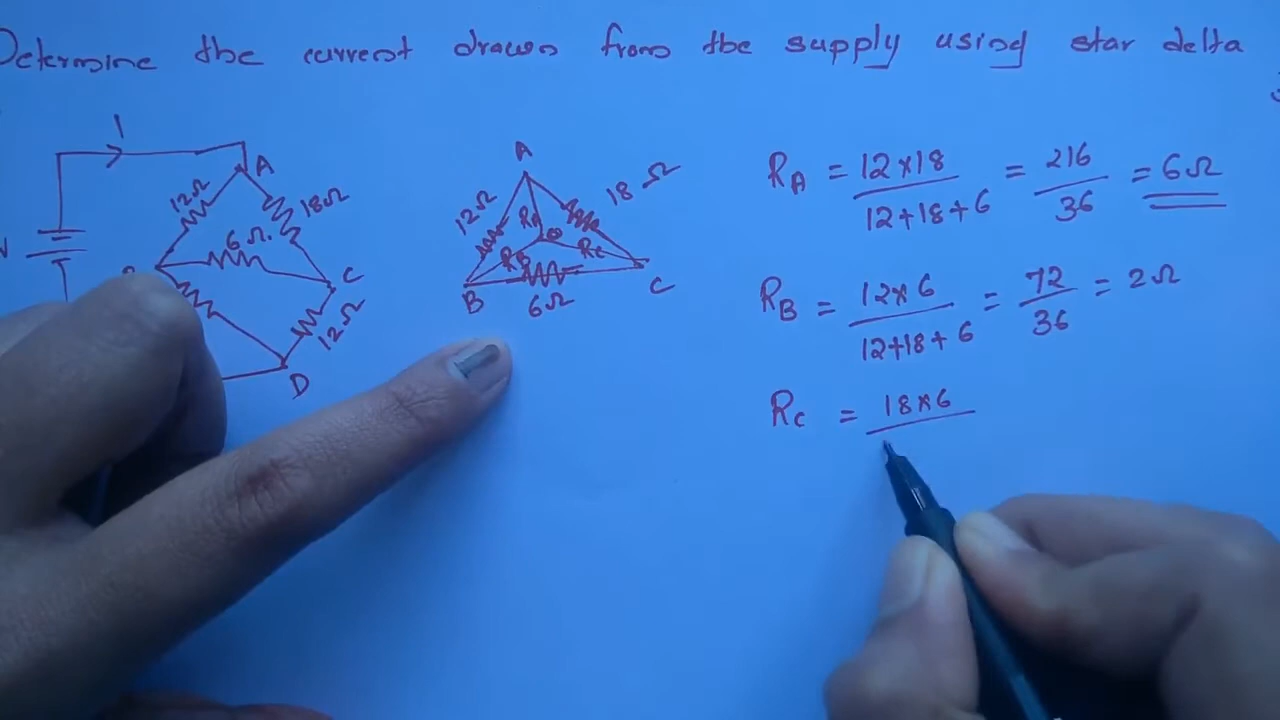 Determine the current drawn from the supply using star delta
I
A
12Ω
18Ω
6Ω.
C
12Ω
D
A
12Ω
18Ω
RA
RB
RC
B
6Ω
C
RA = 12×18 / 12+18+6 = 216 / 36 = 6Ω
RB = 12×6 / 12+18+6 = 72 / 36 = 2Ω
RC = 18×6